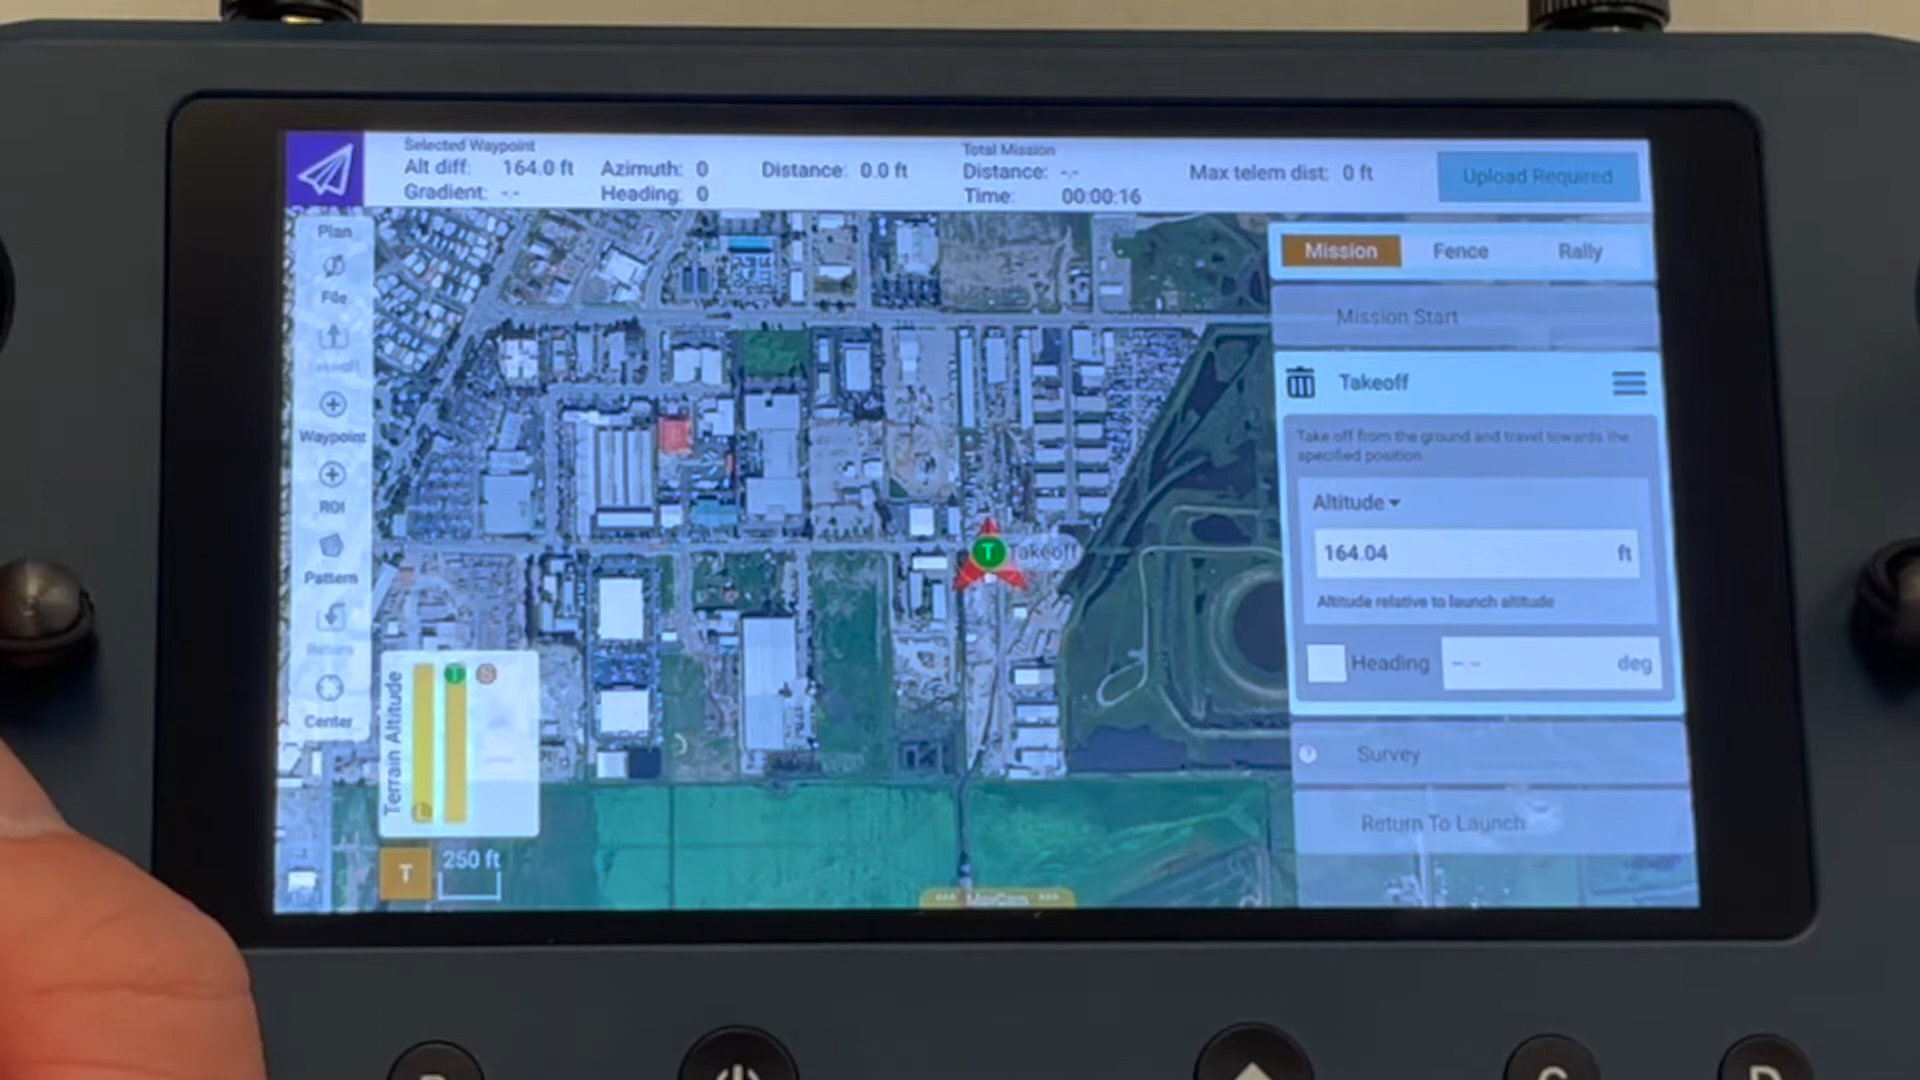 Selected Waypoint
Alt diff: 164.0 ft Azimuth: 0 Distance: 0.0 ft
Gradient: -.- Heading: 0
Total Mission
Distance: -.- Max telem dist: 0 ft
Time: 00:00:16
Upload Required
Plan
File
Takeoff
Waypoint
ROI
Pattern
Return
Center
Mission Fence Rally
Mission Start
Takeoff
Take off from the ground and travel towards the
specified position.
Altitude
164.04 ft
Altitude relative to launch altitude
Heading -.- deg
Survey
Return To Launch
T Takeoff
Terrain Altitude
T
T 250 ft
C
D